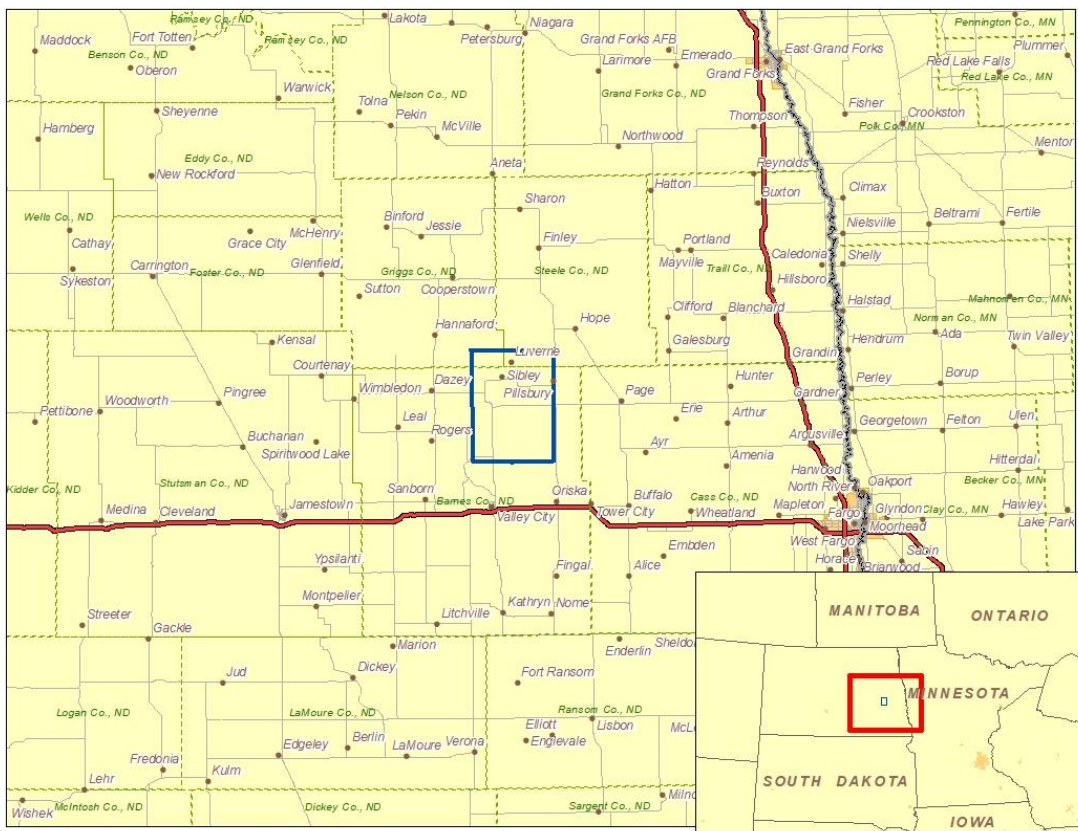 Ramsey Co., ND
Lakota
Niagara
Pennington Co., MN
Maddock
Fort Totten
Ramsey Co., ND
Petersburg
Grand Forks AFB
East Grand Forks
Plummer
Benson Co., ND
Oberon
Larimore
Emerado
Grand Forks
Red Lake Falls
Red Lake Co., MN
Warwick
Nelson Co., ND
Grand Forks Co., ND
Sheyenne
Tolna
Pekin
McVille
Thompson
Fisher
Crookston
Hamberg
Northwood
Polk Co., MN
Mentor
Eddy Co., ND
New Rockford
Aneta
Reynolds
Hatton
Buxton
Climax
Wells Co., ND
Cathay
McHenry
Grace City
Binford
Jessie
Sharon
Finley
Portland
Nielsville
Beltrami
Fertile
Sykeston
Carrington
Foster Co., ND
Glenfield
Griggs Co., ND
Steele Co., ND
Mayville
Traill Co., ND
Caledonia
Shelly
Sutton
Cooperstown
Hillsboro
Mahnomen Co., MN
Hannaford
Hope
Clifford
Blanchard
Halstad
Norman Co., MN
Kensal
Luverne
Galesburg
Grandin
Hendrum
Ada
Twin Valley
Courtenay
Wimbledon
Dazey
Sibley
Pillsbury
Page
Hunter
Gardner
Perley
Borup
Pettibone
Woodworth
Pingree
Leal
Rogers
Erie
Arthur
Georgetown
Felton
Ulen
Buchanan
Spiritwood Lake
Ayr
Amenia
Argusville
Harwood
Hitterdal
Kidder Co., ND
Stutsman Co., ND
Sanborn
Barnes Co., ND
Oriska
Buffalo
Cass Co., ND
North River
Oakport
Becker Co., MN
Medina
Cleveland
Jamestown
Valley City
Tower City
Wheatland
Mapleton
Fargo
Glyndon
Clay Co., MN
Hawley
Lake Park
West Fargo
Moorhead
Ypsilanti
Fingal
Embden
Alice
Horace
Briarwood
Sabin
Streeter
Montpelier
Gackle
Litchville
Kathryn
Nome
Marion
Enderlin
Jud
Dickey
Fort Ransom
Logan Co., ND
LaMoure Co., ND
Ransom Co., ND
Elliott
Lisbon
Fredonia
Edgeley
Berlin
LaMoure
Verona
Englevale
Lehr
Kulm
Wishek
McIntosh Co., ND
Dickey Co., ND
Sargent Co., ND
MANITOBA
ONTARIO
MINNESOTA
SOUTH DAKOTA
IOWA